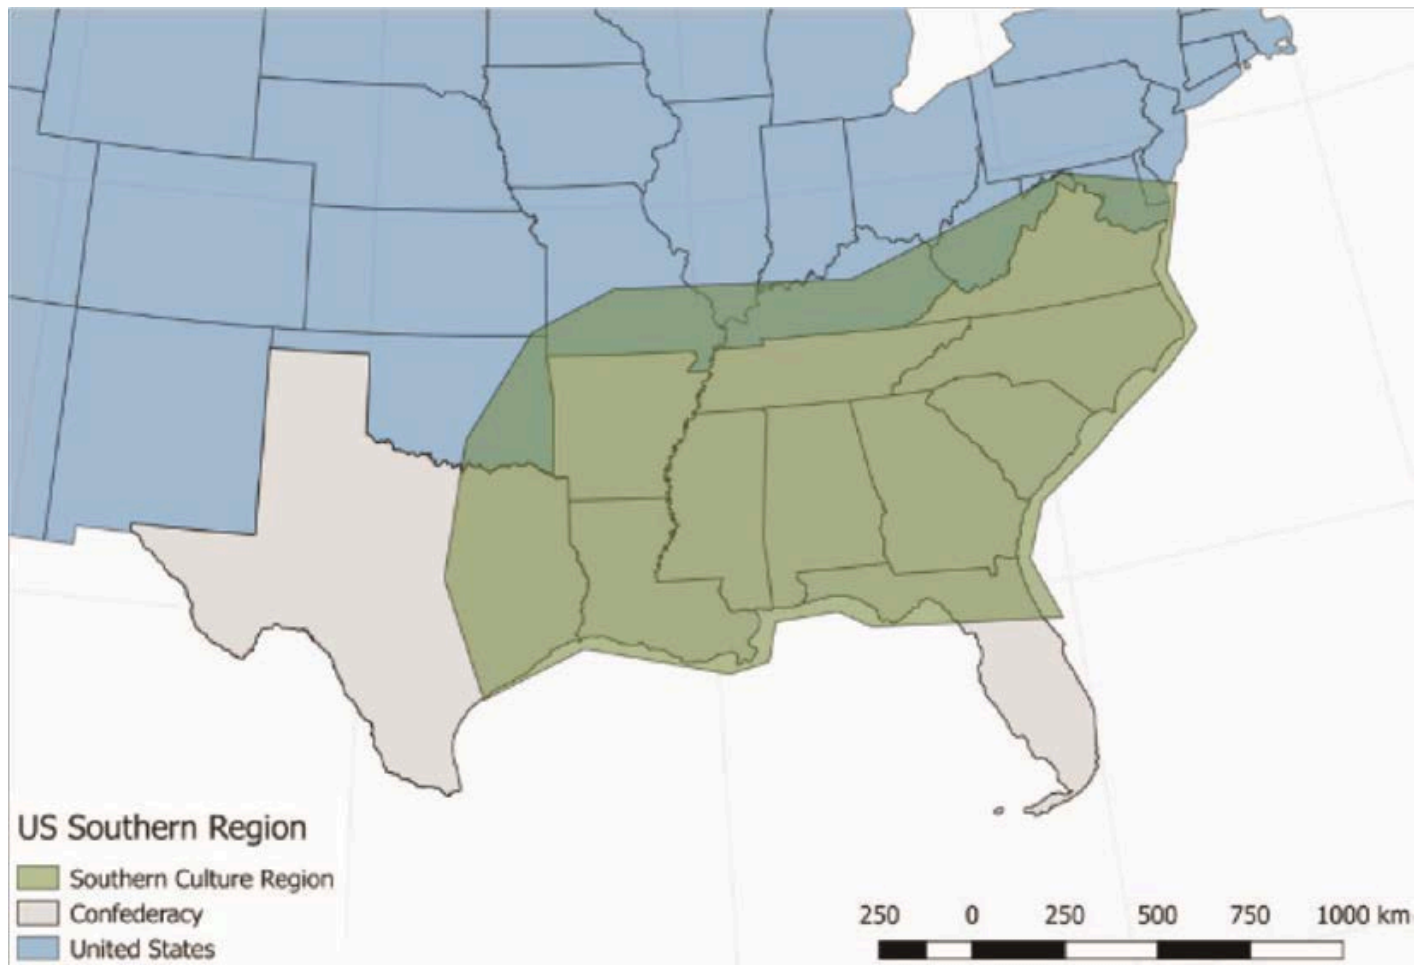 US Southern Region
Southern Culture Region
Confederacy
United States
250 0 250 500 750 1000 km